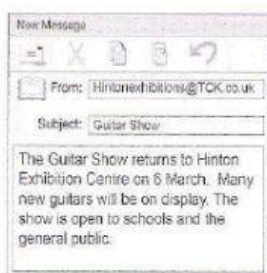 New Message
From: Hintonexhibitions@TCK.co.uk
Subject: Guitar Show
The Guitar Show returns to Hinton
Exhibition Centre on 6 March. Many
new guitars will be on display. The
show is open to schools and the
general public.